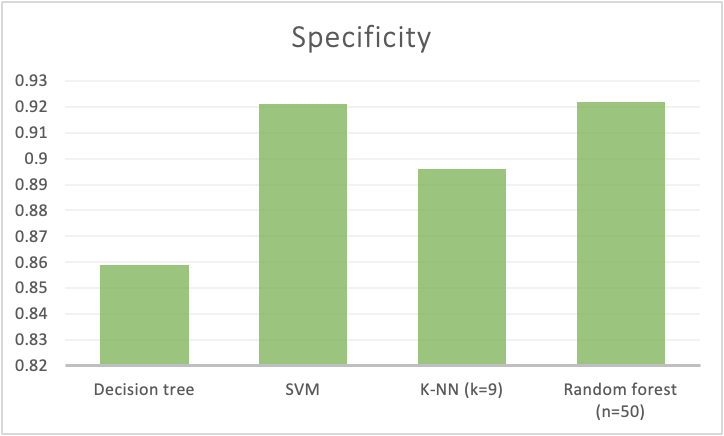 Specificity
0.93
0.92
0.91
0.9
0.89
0.88
0.87
0.86
0.85
0.84
0.83
0.82
Decision tree
SVM
K-NN (k=9)
Random forest
(n=50)